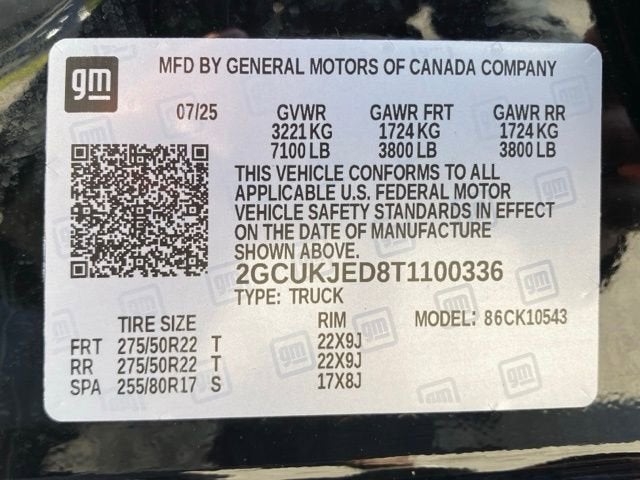 gm
MFD BY GENERAL MOTORS OF CANADA COMPANY
07/25 GVWR GAWR FRT GAWR RR
3221 KG 1724 KG 1724 KG
7100 LB 3800 LB 3800 LB
THIS VEHICLE CONFORMS TO ALL
APPLICABLE U.S. FEDERAL MOTOR
VEHICLE SAFETY STANDARDS IN EFFECT
ON THE DATE OF MANUFACTURE
SHOWN ABOVE.
2GCUKJED8T1100336
TYPE: TRUCK
TIRE SIZE RIM MODEL: 86CK10543
FRT 275/50R22 T 22X9J
RR 275/50R22 T 22X9J
SPA 255/80R17 S 17X8J